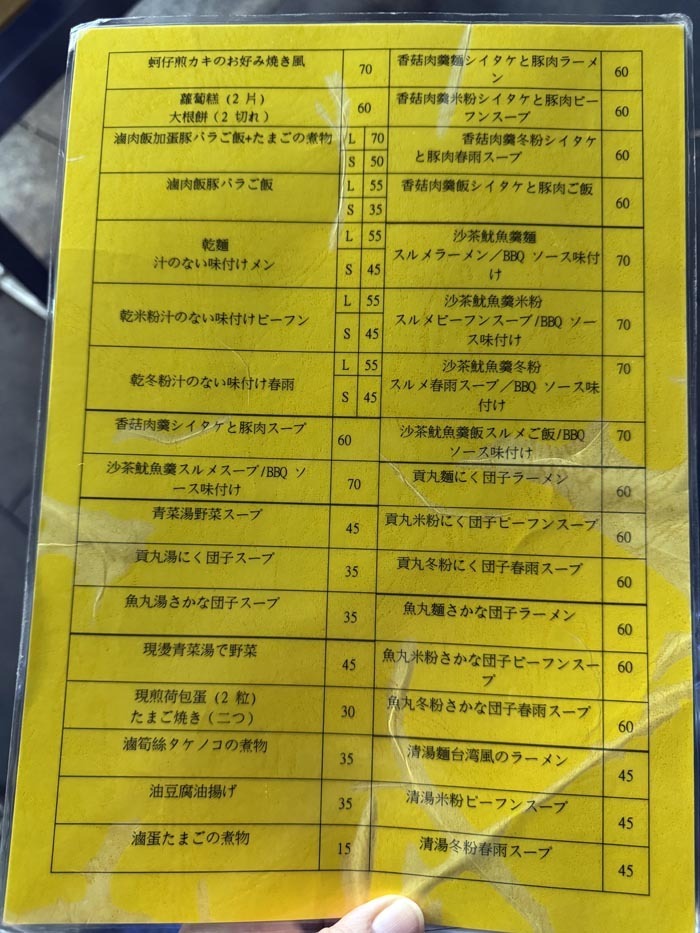 蚵仔煎カキのお好み焼き風 70
蘿蔔糕 (2 片)
大根餅 (2 切れ) 60
滷肉飯加蛋豚バラご飯+たまごの煮物 L 70
S 50
滷肉飯豚バラご飯 L 55
S 35
乾麵 L 55
汁のない味付けメン S 45
乾米粉汁のない味付けビーフン L 55
S 45
乾冬粉汁のない味付け春雨 L 55
S 45
香菇肉羹シイタケと豚肉スープ 60
沙茶魷魚羹スルメスープ/BBQ ソ
ース味付け 70
青菜湯野菜スープ 45
貢丸湯にく団子スープ 35
魚丸湯さかな団子スープ 35
現燙青菜湯で野菜 45
現煎荷包蛋 (2 粒)
たまご焼き (二つ) 30
滷筍絲タケノコの煮物 35
油豆腐油揚げ 35
滷蛋たまごの煮物 15
香菇肉羹麵シイタケと豚肉ラーメ
ン 60
香菇肉羹米粉シイタケと豚肉ビー
フンスープ 60
香菇肉羹冬粉シイタケ
と豚肉春雨スープ 60
香菇肉羹飯シイタケと豚肉ご飯 60
沙茶魷魚羹麵
スルメラーメン／BBQ ソース味付
け 70
沙茶魷魚羹米粉
スルメビーフンスープ/BBQ ソー
ス味付け 70
沙茶魷魚羹冬粉 70
スルメ春雨スープ／BBQ ソース味
付け
沙茶魷魚羹飯スルメご飯/BBQ 70
ソース味付け
貢丸麵にく団子ラーメン 60
貢丸米粉にく団子ビーフンスープ 60
貢丸冬粉にく団子春雨スープ 60
魚丸麵さかな団子ラーメン 60
魚丸米粉さかな団子ビーフンスー
プ 60
魚丸冬粉さかな団子春雨スープ 60
清湯麵台湾風のラーメン 45
清湯米粉ビーフンスープ 45
清湯冬粉春雨スープ 45